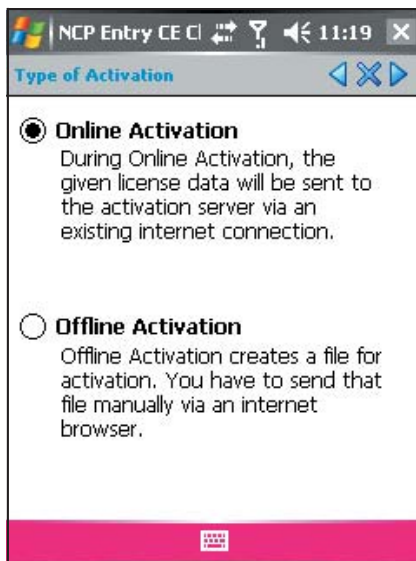 NCP Entry CE Cl 11:19
Type of Activation
Online Activation
During Online Activation, the
given license data will be sent to
the activation server via an
existing internet connection.
Offline Activation
Offline Activation creates a file for
activation. You have to send that
file manually via an internet
browser.